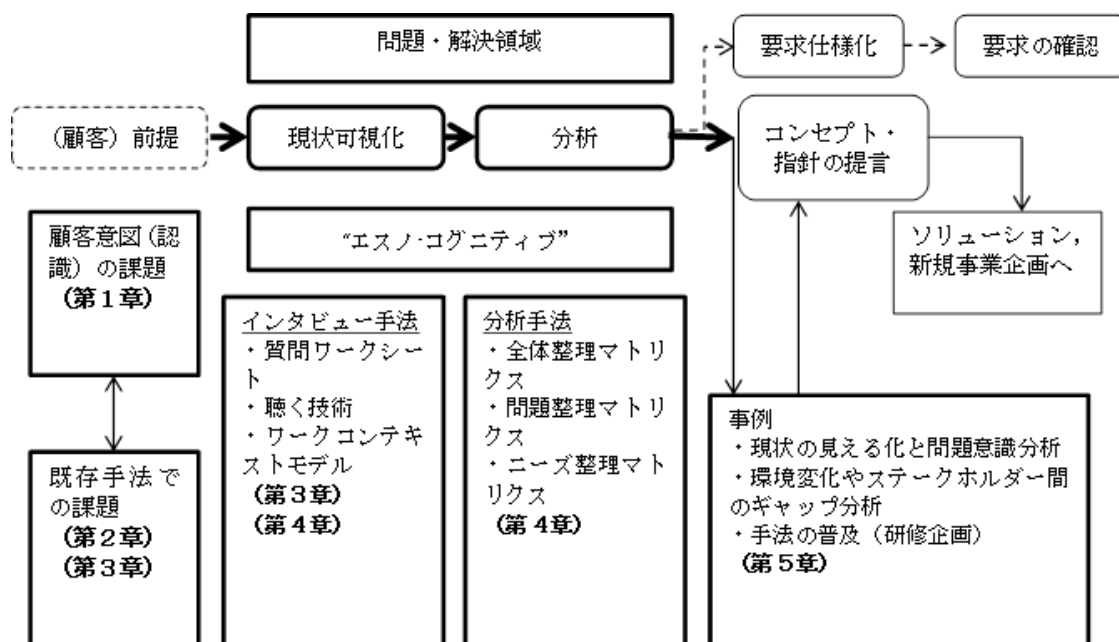 問題・解決領域
要求仕様化
要求の確認
(顧客)前提
現状可視化
分析
コンセプト・
指針の提言
顧客意図(認
識)の課題
(第1章)
“エスノ・コグニティブ”
ソリューション,
新規事業企画へ
既存手法で
の課題
(第2章)
(第3章)
インタビュー手法
・質問ワークシー
ト
・聴く技術
・ワークコンテキ
ストモデル
(第3章)
(第4章)
分析手法
・全体整理マトリ
クス
・問題整理マトリ
クス
・ニーズ整理マト
リクス
(第4章)
事例
・現状の見える化と問題意識分析
・環境変化やステークホルダー間
のギャップ分析
・手法の普及(研修企画)
(第5章)